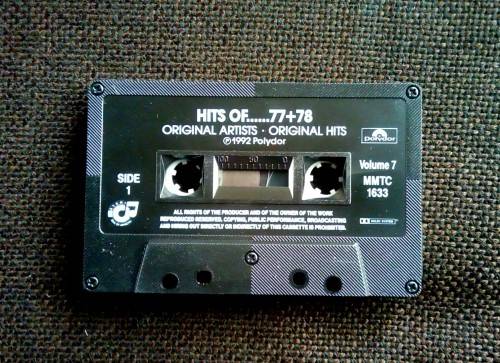 HITS OF......77+78
ORIGINAL ARTISTS · ORIGINAL HITS
℗ 1992 Polydor
polydor
100 50 0
SIDE
1
Volume 7
MMTC
1633
ALL RIGHTS OF THE PRODUCER AND OF THE OWNER OF THE WORK
REPRODUCED RESERVED. COPYING, PUBLIC PERFORMANCE, BROADCASTING
AND HIRING OUT DIRECTLY OR INDIRECTLY OF THIS CASSETTE IS PROHIBITED.